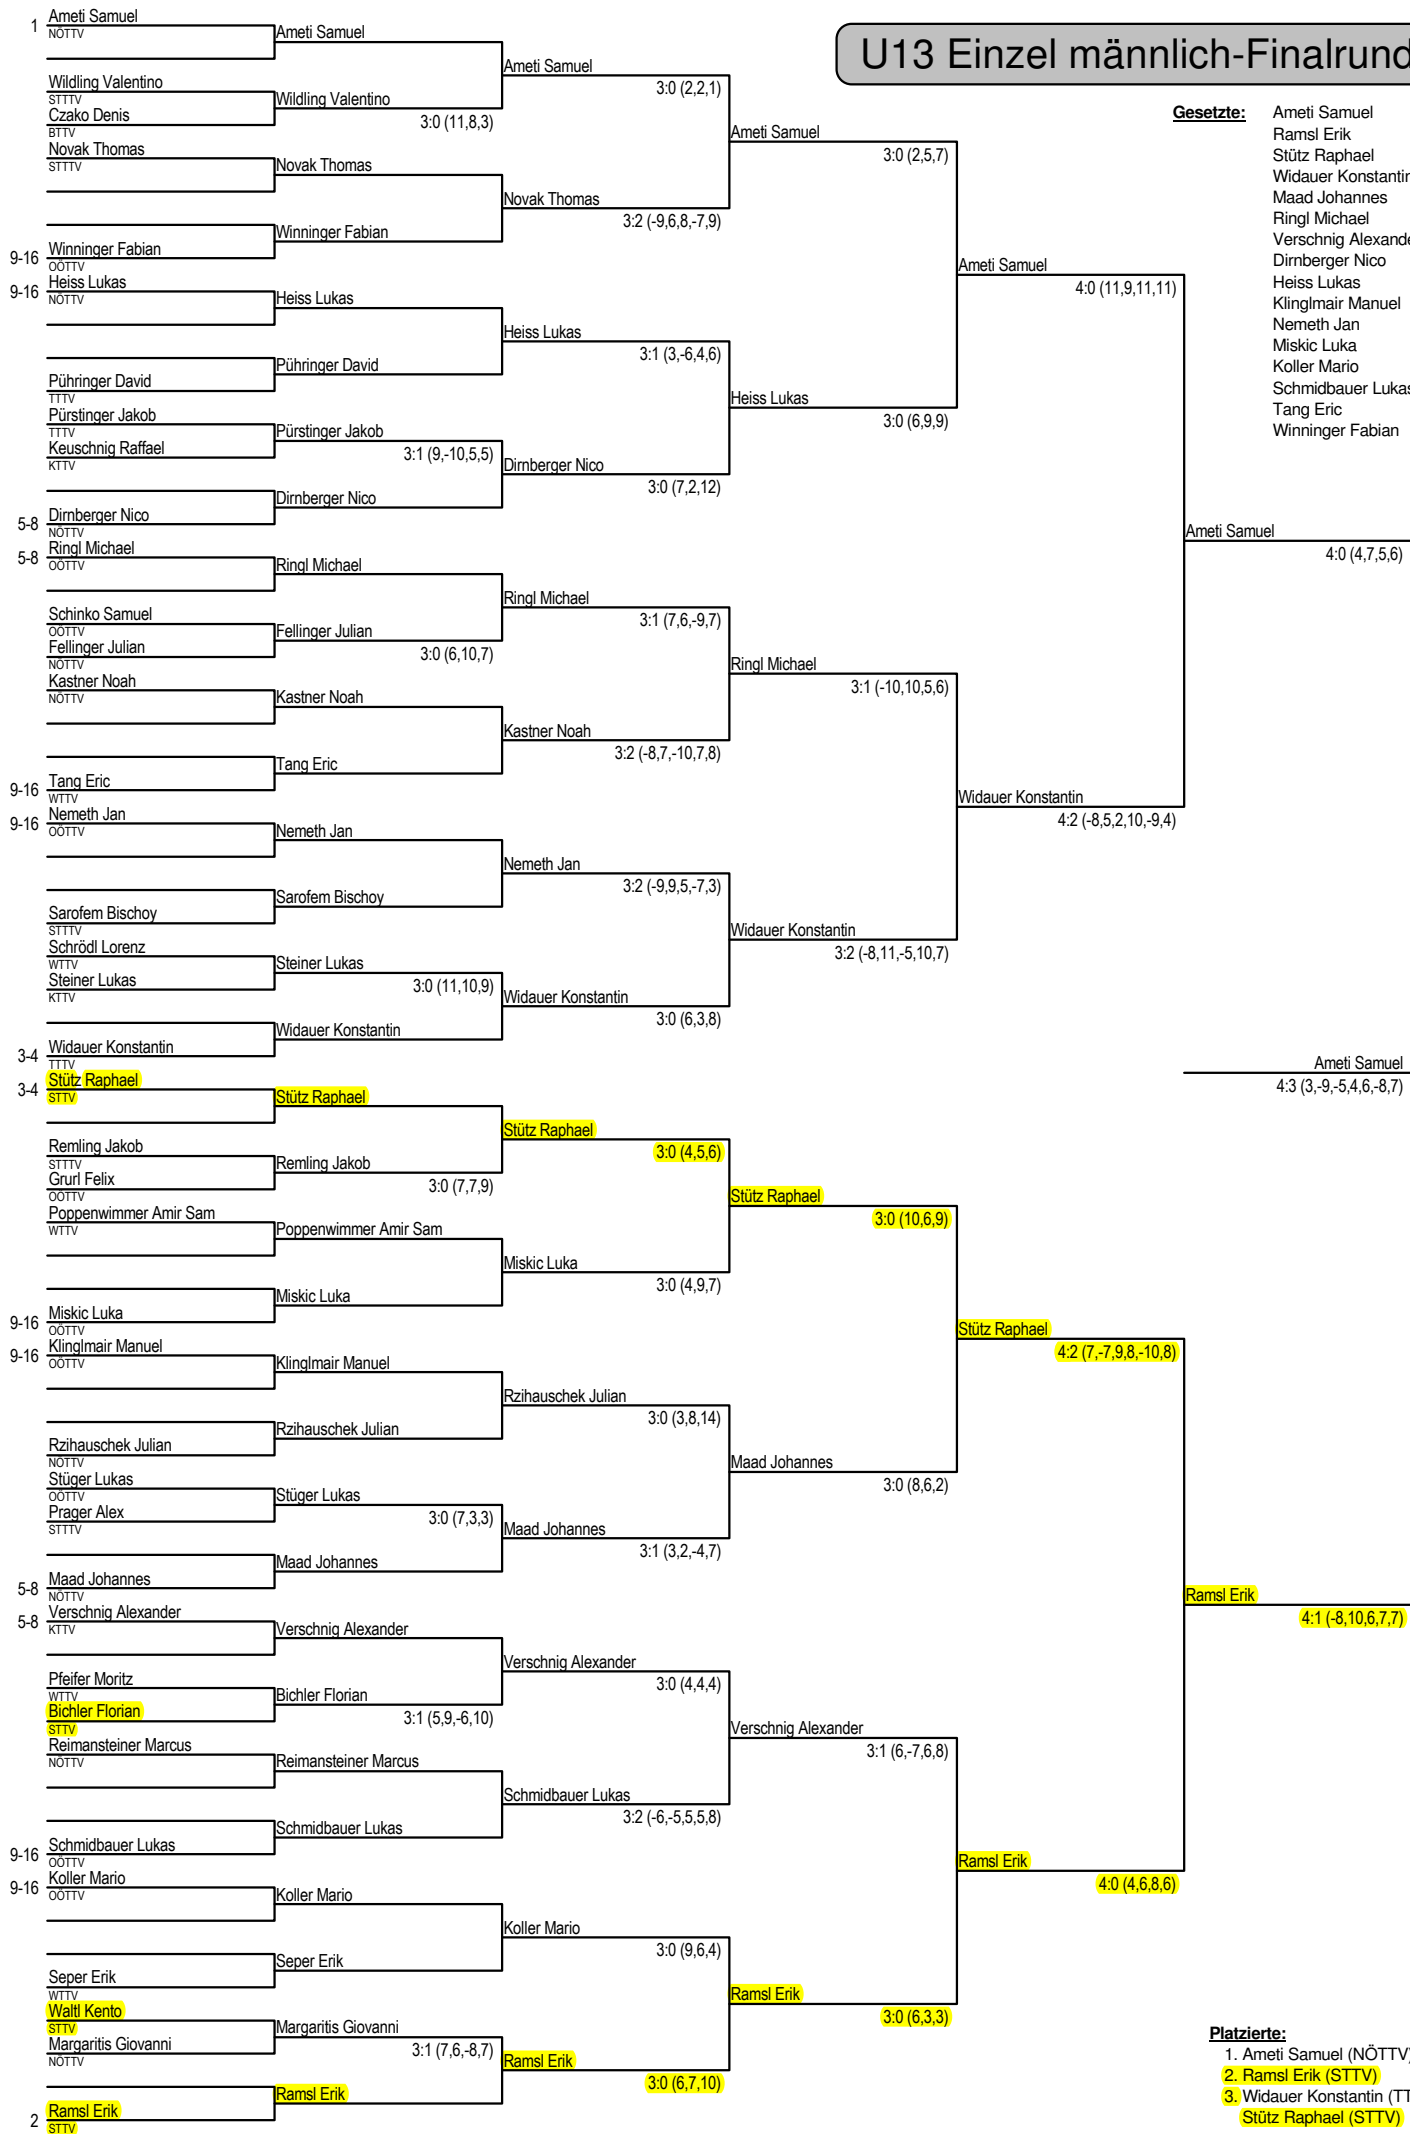 U13 Einzel männlich-Finalrund
Gesetzte:
Ameti Samuel
Ramsl Erik
Stütz Raphael
Widauer Konstantin
Maad Johannes
Ringl Michael
Verschnig Alexande
Dirnberger Nico
Heiss Lukas
Klinglmair Manuel
Nemeth Jan
Miskic Luka
Koller Mario
Schmidbauer Lukas
Tang Eric
Winninger Fabian
1 Ameti Samuel
NÖTTV
Wildling Valentino
STTTV
Czako Denis
BTTV
Novak Thomas
STTTV
9-16 Winninger Fabian
OÖTTV
9-16 Heiss Lukas
NÖTTV
Pühringer David
TTTV
Pürstinger Jakob
TTTV
Keuschnig Raffael
KTTV
5-8 Dirnberger Nico
NÖTTV
5-8 Ringl Michael
OÖTTV
Schinko Samuel
OÖTTV
Fellinger Julian
NÖTTV
Kastner Noah
NÖTTV
9-16 Tang Eric
WTTV
9-16 Nemeth Jan
OÖTTV
Sarofem Bischoy
STTTV
Schrödl Lorenz
WTTV
Steiner Lukas
KTTV
3-4 Widauer Konstantin
TTTV
3-4 Stütz Raphael
STTV
Remling Jakob
STTTV
Grurl Felix
OÖTTV
Poppenwimmer Amir Sam
WTTV
9-16 Miskic Luka
OÖTTV
9-16 Klinglmair Manuel
OÖTTV
Rzihauschek Julian
NÖTTV
Stüger Lukas
OÖTTV
Prager Alex
STTTV
5-8 Maad Johannes
NÖTTV
5-8 Verschnig Alexander
KTTV
Pfeifer Moritz
WTTV
Bichler Florian
STTV
Reimansteiner Marcus
NÖTTV
9-16 Schmidbauer Lukas
OÖTTV
9-16 Koller Mario
OÖTTV
Seper Erik
WTTV
Waltl Kento
STTV
Margaritis Giovanni
NÖTTV
2 Ramsl Erik
STTV
Ameti Samuel
Wildling Valentino
3:0 (11,8,3)
Novak Thomas
Winninger Fabian
Heiss Lukas
Pühringer David
Pürstinger Jakob
3:1 (9,-10,5,5)
Dirnberger Nico
Ringl Michael
Fellinger Julian
3:0 (6,10,7)
Kastner Noah
Tang Eric
Nemeth Jan
Sarofem Bischoy
Steiner Lukas
3:0 (11,10,9)
Widauer Konstantin
Stütz Raphael
Remling Jakob
3:0 (7,7,9)
Poppenwimmer Amir Sam
Miskic Luka
Klinglmair Manuel
Rzihauschek Julian
Stüger Lukas
3:0 (7,3,3)
Maad Johannes
Verschnig Alexander
Bichler Florian
3:1 (5,9,-6,10)
Reimansteiner Marcus
Schmidbauer Lukas
Koller Mario
Seper Erik
Margaritis Giovanni
3:1 (7,6,-8,7)
Ramsl Erik
Ameti Samuel
3:0 (2,2,1)
Novak Thomas
3:2 (-9,6,8,-7,9)
Heiss Lukas
3:1 (3,-6,4,6)
Dirnberger Nico
3:0 (7,2,12)
Ringl Michael
3:1 (7,6,-9,7)
Kastner Noah
3:2 (-8,7,-10,7,8)
Nemeth Jan
3:2 (-9,9,5,-7,3)
Widauer Konstantin
3:0 (6,3,8)
Stütz Raphael
3:0 (4,5,6)
Miskic Luka
3:0 (4,9,7)
Rzihauschek Julian
3:0 (3,8,14)
Maad Johannes
3:1 (3,2,-4,7)
Verschnig Alexander
3:0 (4,4,4)
Schmidbauer Lukas
3:2 (-6,-5,5,5,8)
Koller Mario
3:0 (9,6,4)
Ramsl Erik
3:0 (6,7,10)
Ameti Samuel
3:0 (2,5,7)
Heiss Lukas
3:0 (6,9,9)
Ringl Michael
3:1 (-10,10,5,6)
Widauer Konstantin
3:2 (-8,11,-5,10,7)
Stütz Raphael
3:0 (10,6,9)
Maad Johannes
3:0 (8,6,2)
Verschnig Alexander
3:1 (6,-7,6,8)
Ramsl Erik
3:0 (6,3,3)
Ameti Samuel
4:0 (11,9,11,11)
Widauer Konstantin
4:2 (-8,5,2,10,-9,4)
Stütz Raphael
4:2 (7,-7,9,8,-10,8)
Ramsl Erik
4:0 (4,6,8,6)
Ameti Samuel
4:0 (4,7,5,6)
Ramsl Erik
4:1 (-8,10,6,7,7)
Ameti Samuel
4:3 (3,-9,-5,4,6,-8,7)
Platzierte:
1. Ameti Samuel (NÖTTV)
2. Ramsl Erik (STTV)
3. Widauer Konstantin (TT
Stütz Raphael (STTV)